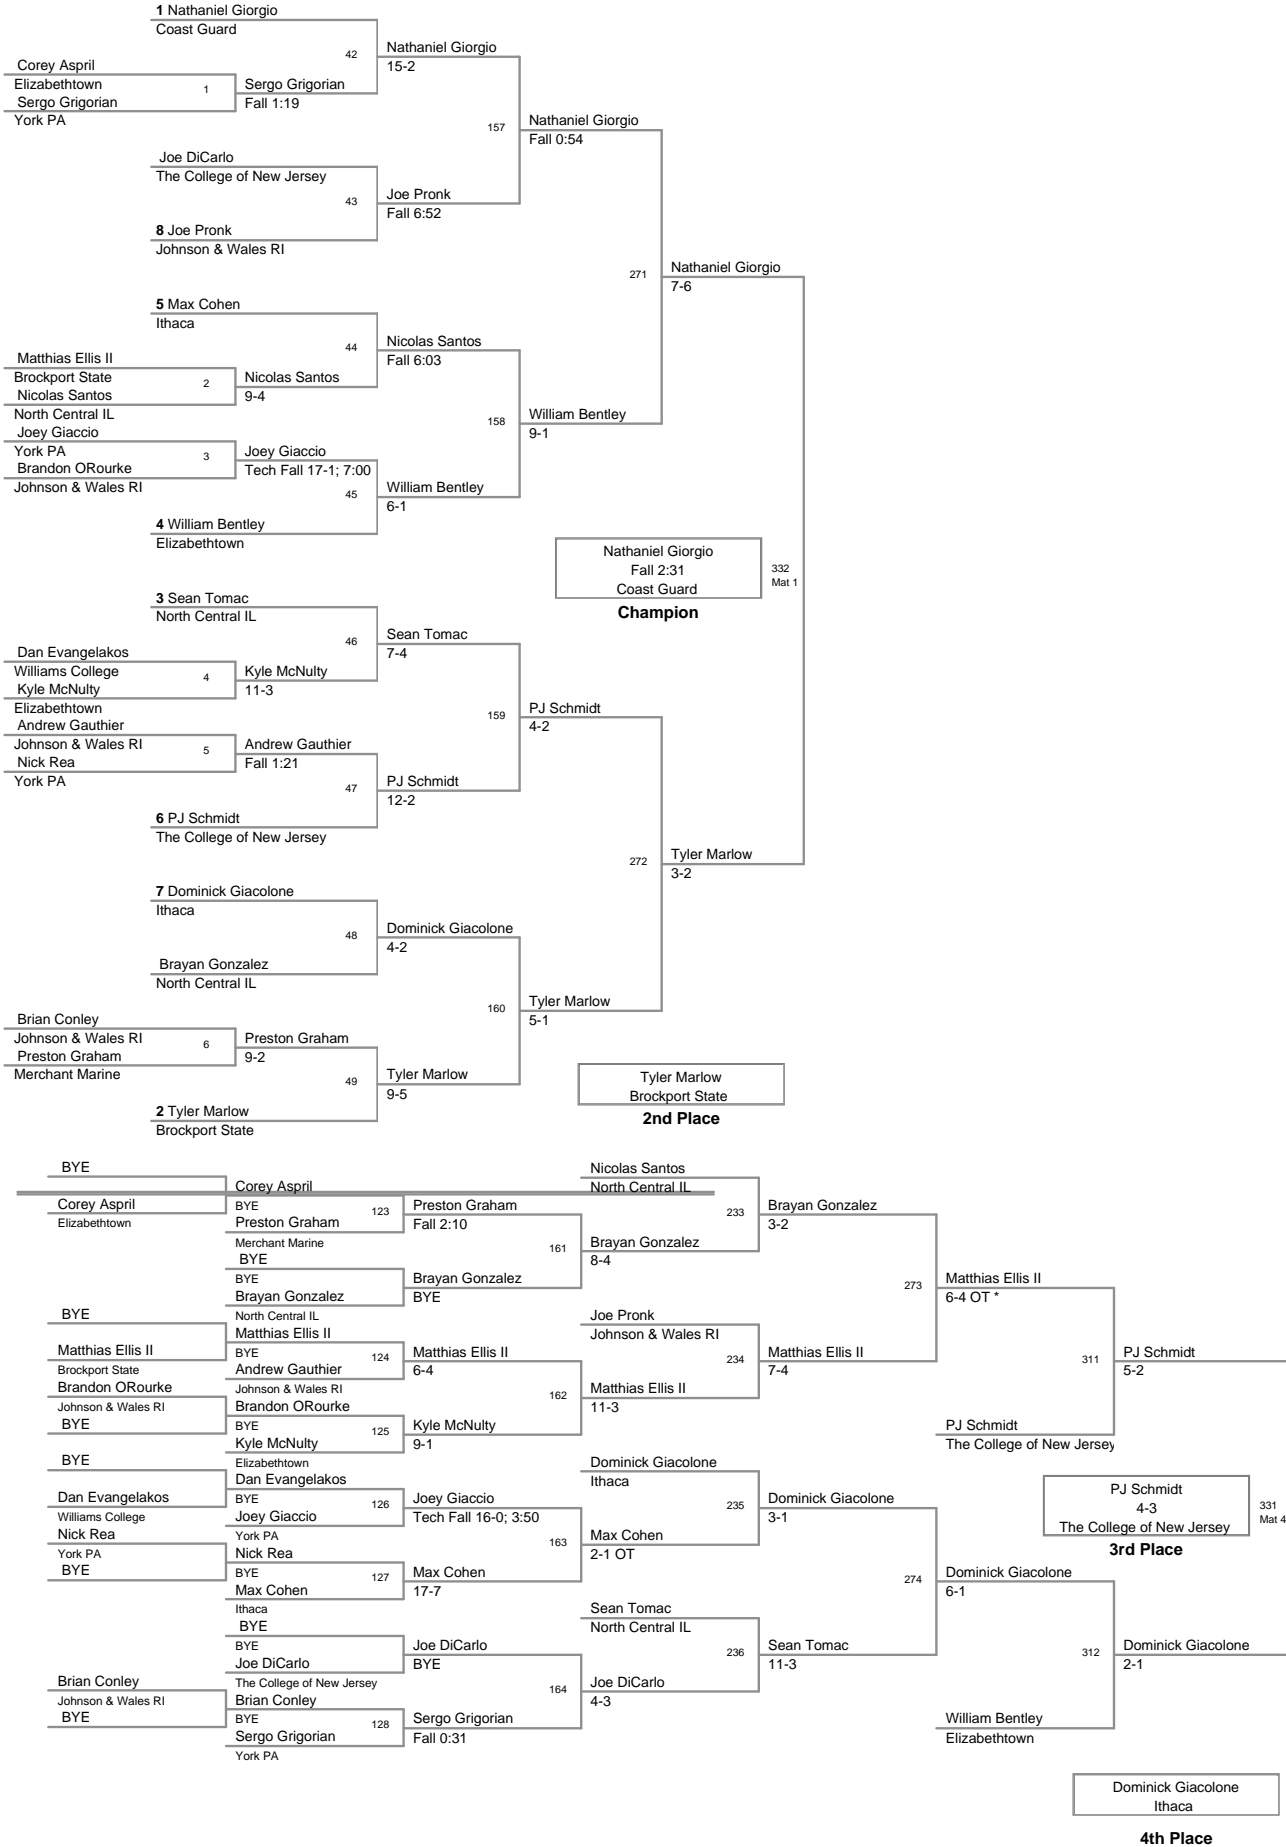 1 Nathaniel Giorgio
Coast Guard
42
Nathaniel Giorgio
15-2
Corey Aspril
Elizabethtown
1
Sergo Grigorian
Sergo Grigorian
Fall 1:19
York PA
157
Nathaniel Giorgio
Fall 0:54
Joe DiCarlo
The College of New Jersey
43
Joe Pronk
Fall 6:52
8 Joe Pronk
Johnson & Wales RI
271
Nathaniel Giorgio
7-6
5 Max Cohen
Ithaca
44
Nicolas Santos
Fall 6:03
Matthias Ellis II
Brockport State
2
Nicolas Santos
Nicolas Santos
9-4
North Central IL
158
William Bentley
9-1
Joey Giaccio
York PA
3
Joey Giaccio
Brandon ORourke
Tech Fall 17-1; 7:00
Johnson & Wales RI
45
William Bentley
6-1
4 William Bentley
Elizabethtown
Nathaniel Giorgio
Fall 2:31
Coast Guard
Champion
332
Mat 1
3 Sean Tomac
North Central IL
46
Sean Tomac
7-4
Dan Evangelakos
Williams College
4
Kyle McNulty
Kyle McNulty
11-3
Elizabethtown
159
PJ Schmidt
4-2
Andrew Gauthier
Johnson & Wales RI
5
Andrew Gauthier
Nick Rea
Fall 1:21
York PA
47
PJ Schmidt
12-2
6 PJ Schmidt
The College of New Jersey
272
Tyler Marlow
3-2
7 Dominick Giacolone
Ithaca
48
Dominick Giacolone
4-2
Brayan Gonzalez
North Central IL
160
Tyler Marlow
5-1
Brian Conley
Johnson & Wales RI
6
Preston Graham
Preston Graham
9-2
Merchant Marine
49
Tyler Marlow
9-5
2 Tyler Marlow
Brockport State
Tyler Marlow
Brockport State
2nd Place
BYE
Corey Aspril
Corey Aspril
Elizabethtown
BYE
123
Preston Graham
Merchant Marine
Preston Graham
Fall 2:10
161
BYE
BYE
Brayan Gonzalez
North Central IL
Brayan Gonzalez
BYE
Nicolas Santos
North Central IL
233
Brayan Gonzalez
8-4
Brayan Gonzalez
3-2
BYE
Matthias Ellis II
Matthias Ellis II
Brockport State
BYE
124
Andrew Gauthier
Johnson & Wales RI
Matthias Ellis II
6-4
162
Brandon ORourke
Johnson & Wales RI
BYE
Brandon ORourke
BYE
125
Kyle McNulty
Elizabethtown
Kyle McNulty
9-1
Joe Pronk
Johnson & Wales RI
234
Matthias Ellis II
11-3
Matthias Ellis II
7-4
273
Matthias Ellis II
6-4 OT *
311
PJ Schmidt
5-2
PJ Schmidt
The College of New Jersey
BYE
Dan Evangelakos
Dan Evangelakos
Williams College
BYE
126
Joey Giaccio
York PA
Joey Giaccio
Tech Fall 16-0; 3:50
163
Nick Rea
York PA
BYE
Nick Rea
BYE
127
Max Cohen
Ithaca
Max Cohen
17-7
Dominick Giacolone
Ithaca
235
Max Cohen
2-1 OT
Dominick Giacolone
3-1
PJ Schmidt
4-3
The College of New Jersey
3rd Place
331
Mat 4
BYE
BYE
Joe DiCarlo
The College of New Jersey
Joe DiCarlo
BYE
164
Brian Conley
Johnson & Wales RI
BYE
Brian Conley
BYE
128
Sergo Grigorian
York PA
Sergo Grigorian
Fall 0:31
Sean Tomac
North Central IL
236
Joe DiCarlo
4-3
Sean Tomac
11-3
274
Dominick Giacolone
6-1
312
Dominick Giacolone
2-1
William Bentley
Elizabethtown
Dominick Giacolone
Ithaca
4th Place